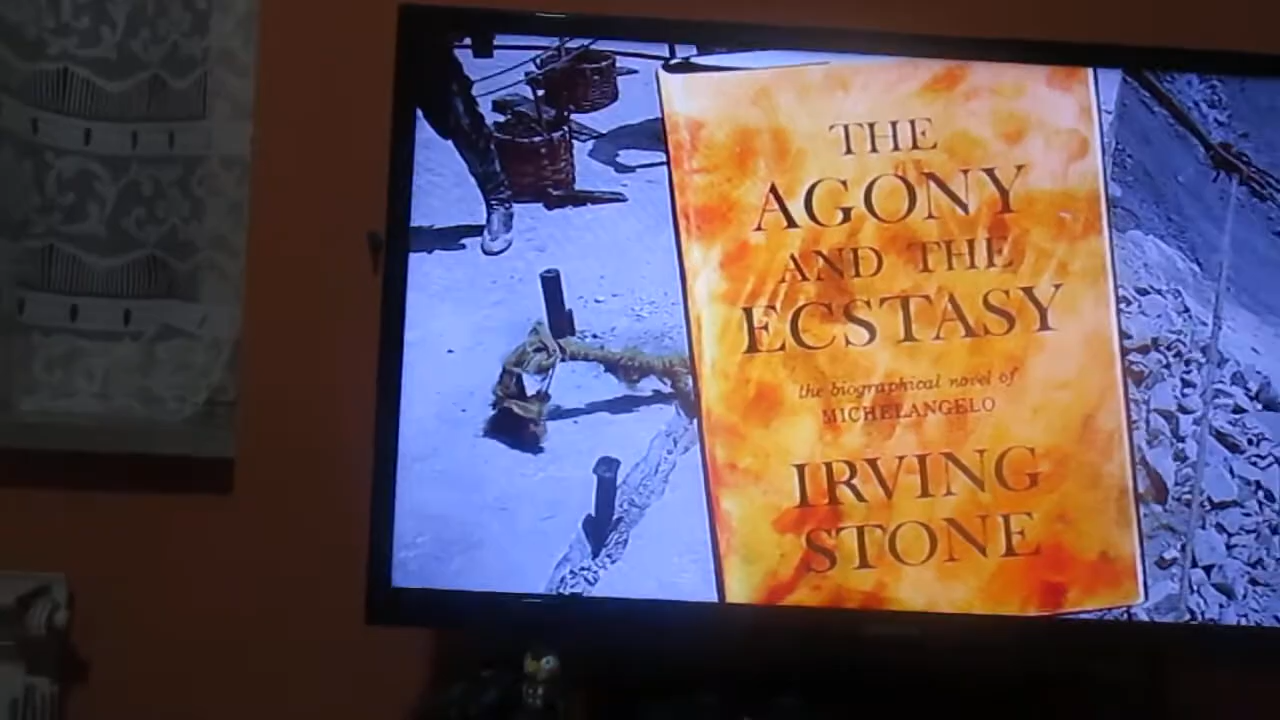 THE
AGONY
AND THE
ECSTASY
the biographical novel of
MICHELANGELO
IRVING
STONE